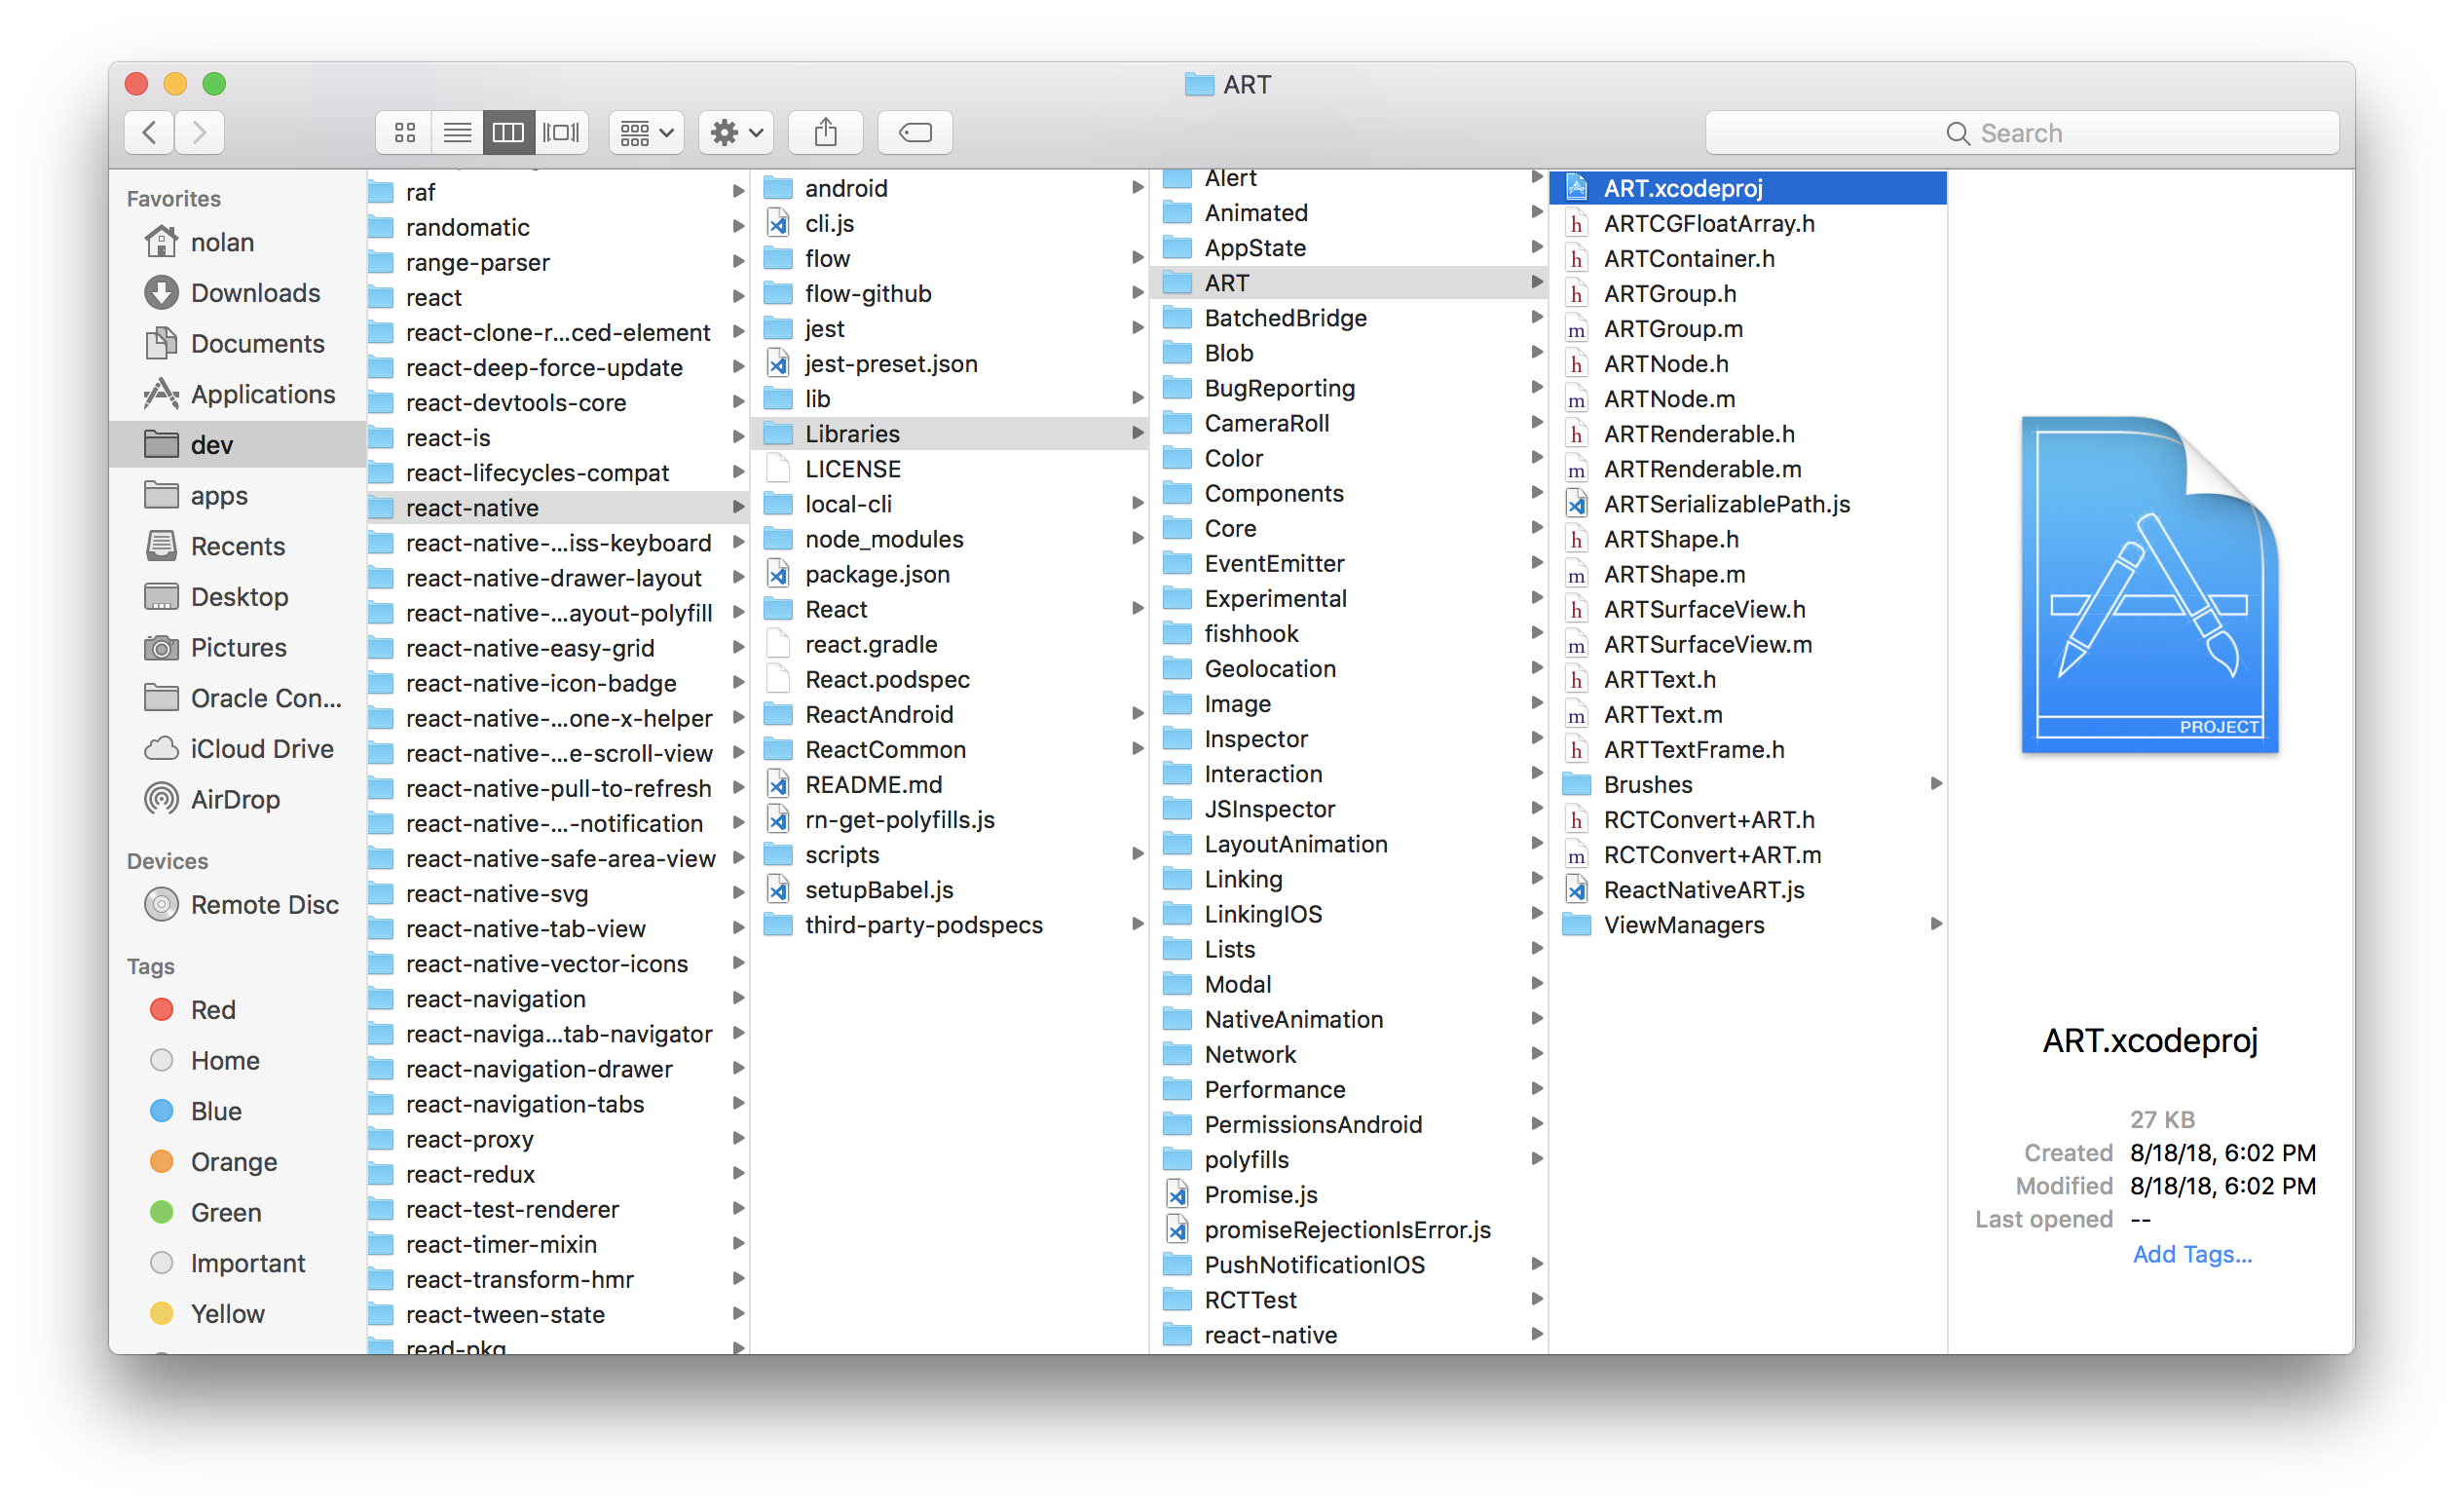 ART
Search
Favorites
nolan
Downloads
Documents
Applications
dev
apps
Recents
Desktop
Pictures
Oracle Con...
iCloud Drive
AirDrop
Devices
Remote Disc
Tags
Red
Home
Blue
Orange
Green
Important
Yellow
raf
randomatic
range-parser
react
react-clone-r...ced-element
react-deep-force-update
react-devtools-core
react-is
react-lifecycles-compat
react-native
react-native-...iss-keyboard
react-native-drawer-layout
react-native-...ayout-polyfill
react-native-easy-grid
react-native-icon-badge
react-native-...one-x-helper
react-native-...e-scroll-view
react-native-pull-to-refresh
react-native-...-notification
react-native-safe-area-view
react-native-svg
react-native-tab-view
react-native-vector-icons
react-navigation
react-naviga...tab-navigator
react-navigation-drawer
react-navigation-tabs
react-proxy
react-redux
react-test-renderer
react-timer-mixin
react-transform-hmr
react-tween-state
read-pkg
android
cli.js
flow
flow-github
jest
jest-preset.json
lib
Libraries
LICENSE
local-cli
node_modules
package.json
React
react.gradle
React.podspec
ReactAndroid
ReactCommon
README.md
rn-get-polyfills.js
scripts
setupBabel.js
third-party-podspecs
Alert
Animated
AppState
ART
BatchedBridge
Blob
BugReporting
CameraRoll
Color
Components
Core
EventEmitter
Experimental
fishhook
Geolocation
Image
Inspector
Interaction
JSInspector
LayoutAnimation
Linking
LinkingIOS
Lists
Modal
NativeAnimation
Network
Performance
PermissionsAndroid
polyfills
Promise.js
promiseRejectionIsError.js
PushNotificationIOS
RCTTest
react-native
ART.xcodeproj
h ARTCGFloatArray.h
h ARTContainer.h
h ARTGroup.h
m ARTGroup.m
h ARTNode.h
m ARTNode.m
h ARTRenderable.h
m ARTRenderable.m
ARTSerializablePath.js
h ARTShape.h
m ARTShape.m
h ARTSurfaceView.h
m ARTSurfaceView.m
h ARTText.h
m ARTText.m
h ARTTextFrame.h
Brushes
h RCTConvert+ART.h
m RCTConvert+ART.m
ReactNativeART.js
ViewManagers
PROJECT
ART.xcodeproj
27 KB
Created 8/18/18, 6:02 PM
Modified 8/18/18, 6:02 PM
Last opened --
Add Tags...